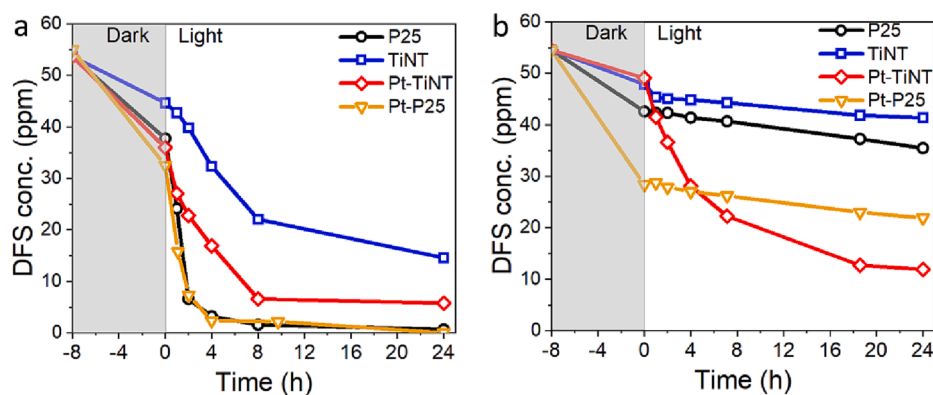 a
Dark
Light
P25
TiNT
Pt-TiNT
Pt-P25
DFS conc. (ppm)
60
50
40
30
20
10
0
-8
-4
0
4
8
12
16
20
24
Time (h)
b
Dark
Light
P25
TiNT
Pt-TiNT
Pt-P25
DFS conc. (ppm)
60
50
40
30
20
10
0
-8
-4
0
4
8
12
16
20
24
Time (h)